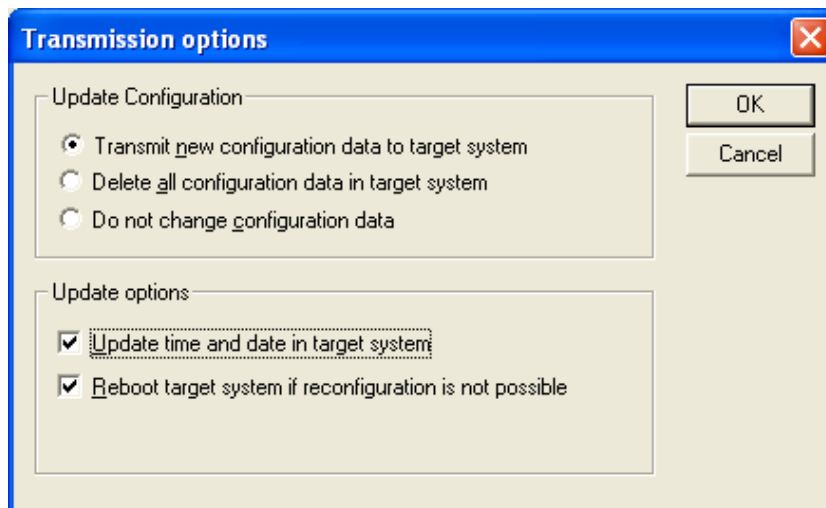 Transmission options
Update Configuration
OK
Transmit new configuration data to target system
Cancel
Delete all configuration data in target system
Do not change configuration data
Update options
Update time and date in target system
Reboot target system if reconfiguration is not possible